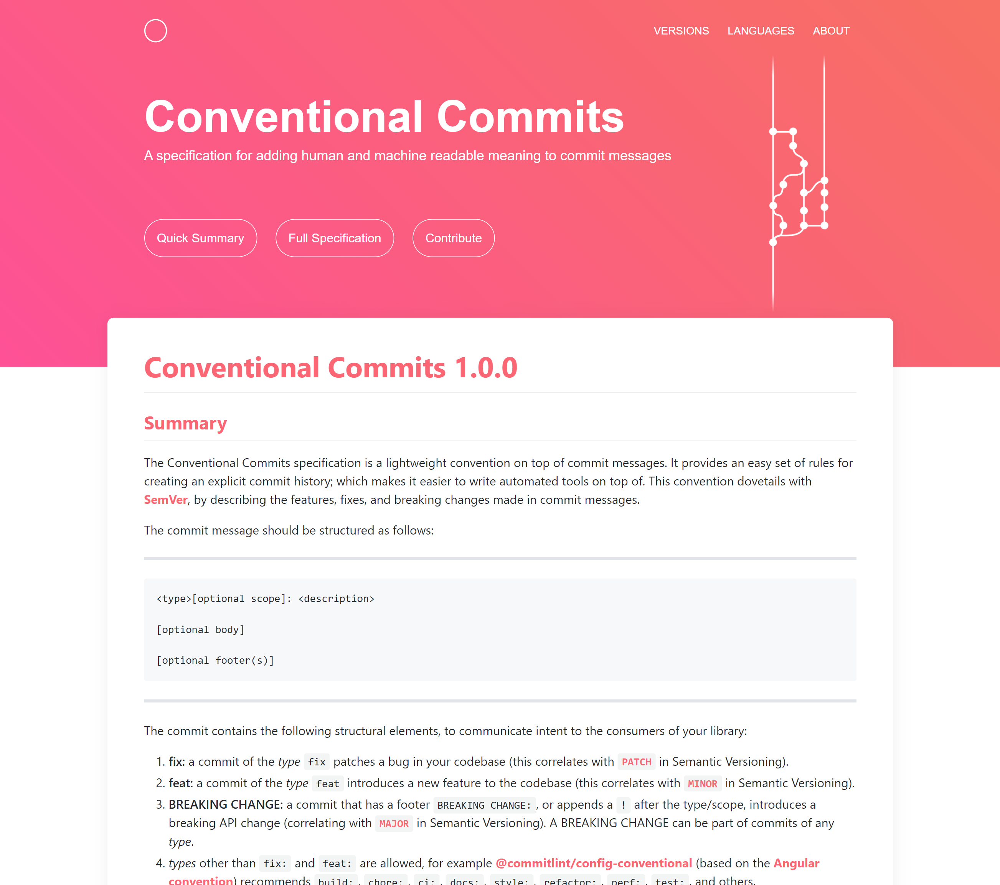 VERSIONS LANGUAGES ABOUT
Conventional Commits
A specification for adding human and machine readable meaning to commit messages
Quick Summary Full Specification Contribute
Conventional Commits 1.0.0
Summary
The Conventional Commits specification is a lightweight convention on top of commit messages. It provides an easy set of rules for
creating an explicit commit history; which makes it easier to write automated tools on top of. This convention dovetails with
SemVer, by describing the features, fixes, and breaking changes made in commit messages.
The commit message should be structured as follows:
<type>[optional scope]: <description>
[optional body]
[optional footer(s)]
The commit contains the following structural elements, to communicate intent to the consumers of your library:
1. fix: a commit of the type fix patches a bug in your codebase (this correlates with PATCH in Semantic Versioning).
2. feat: a commit of the type feat introduces a new feature to the codebase (this correlates with MINOR in Semantic Versioning).
3. BREAKING CHANGE: a commit that has a footer BREAKING CHANGE:, or appends a ! after the type/scope, introduces a
breaking API change (correlating with MAJOR in Semantic Versioning). A BREAKING CHANGE can be part of commits of any
type.
4. types other than fix: and feat: are allowed, for example @commitlint/config-conventional (based on the Angular
convention) recommends build:, chore:, ci:, docs:, style:, refactor:, perf:, test:, and others.